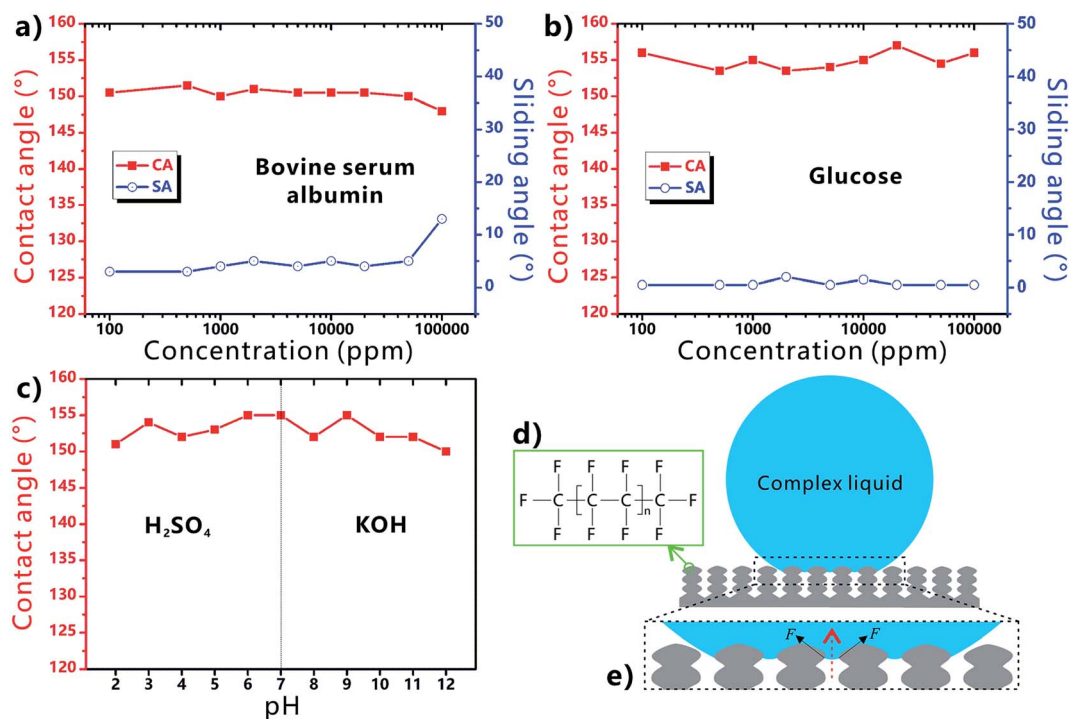 a)
160
155
150
145
140
135
130
125
120
Contact angle (°)
CA
SA
Bovine serum
albumin
50
40
30
20
10
0
Sliding angle (°)
100
1000
10000
100000
Concentration (ppm)
b)
160
155
150
145
140
135
130
125
120
Contact angle (°)
CA
SA
Glucose
50
40
30
20
10
0
Sliding angle (°)
100
1000
10000
100000
Concentration (ppm)
c)
160
155
150
145
140
135
130
125
120
Contact angle (°)
H₂SO₄
KOH
2 3 4 5 6 7 8 9 10 11 12
pH
d)
F F F F
F C C C C F
n
F F F F
Complex liquid
F F
e)